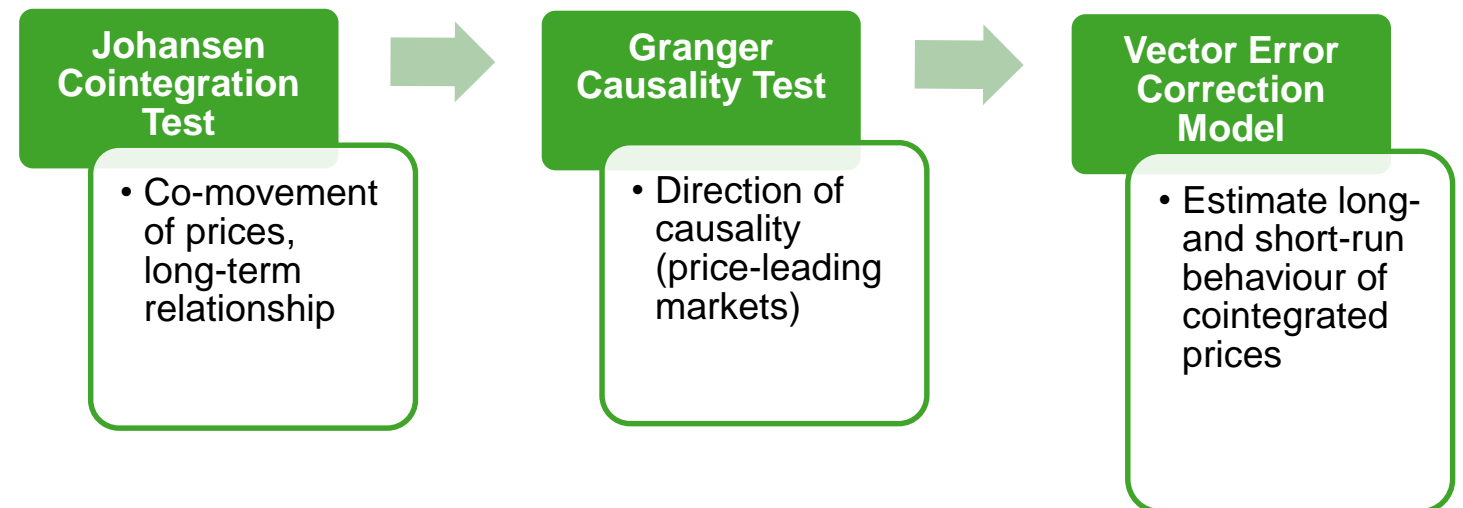 Johansen
Cointegration
Test
• Co-movement
of prices,
long-term
relationship
Granger
Causality Test
• Direction of
causality
(price-leading
markets)
Vector Error
Correction
Model
• Estimate long-
and short-run
behaviour of
cointegrated
prices